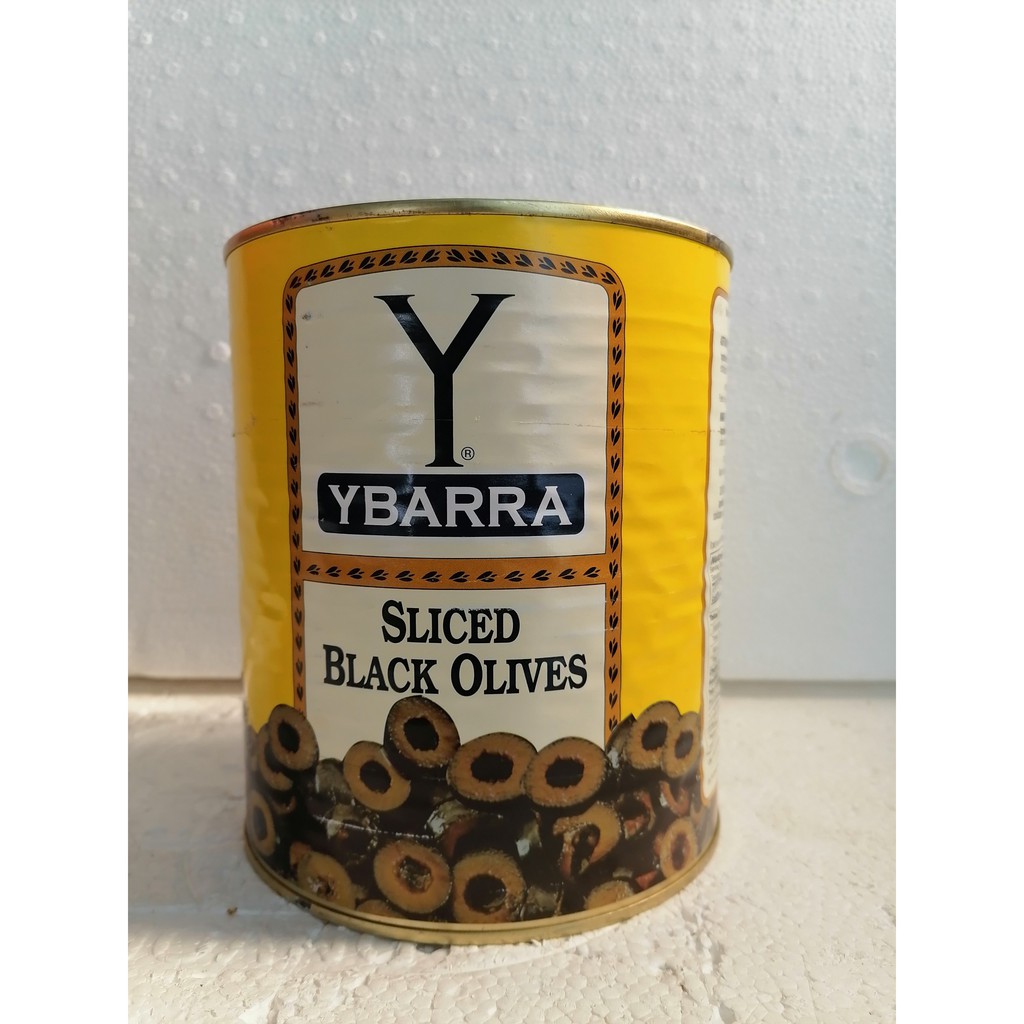 Y®
YBARRA
SLICED
BLACK OLIVES